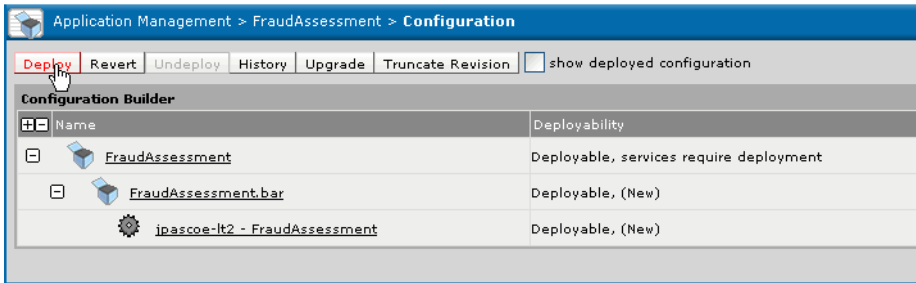 Application Management > FraudAssessment > Configuration
Deploy Revert Undeploy History Upgrade Truncate Revision show deployed configuration
Configuration Builder
Name Deployability
FraudAssessment Deployable, services require deployment
FraudAssessment.bar Deployable, (New)
jpascoe-lt2 - FraudAssessment Deployable, (New)